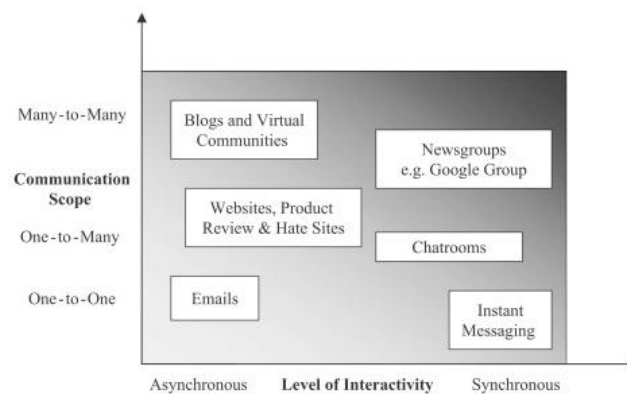 Many-to-Many
Communication
Scope
One-to-Many
One-to-One
Blogs and Virtual
Communities
Newsgroups
e.g. Google Group
Websites, Product
Review & Hate Sites
Chatrooms
Emails
Instant
Messaging
Asynchronous
Level of Interactivity
Synchronous